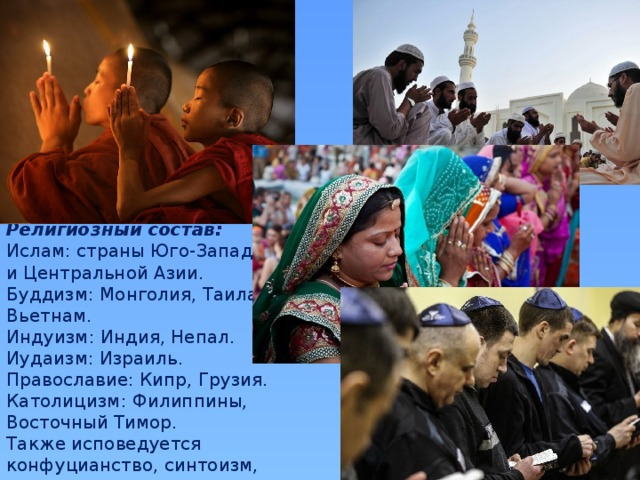 Религиозный состав:
Ислам: страны Юго-Запад
и Центральной Азии.
Буддизм: Монголия, Таила
Вьетнам.
Индуизм: Индия, Непал.
Иудаизм: Израиль.
Православие: Кипр, Грузия.
Католицизм: Филиппины,
Восточный Тимор.
Также исповедуется
конфуцианство, синтоизм,